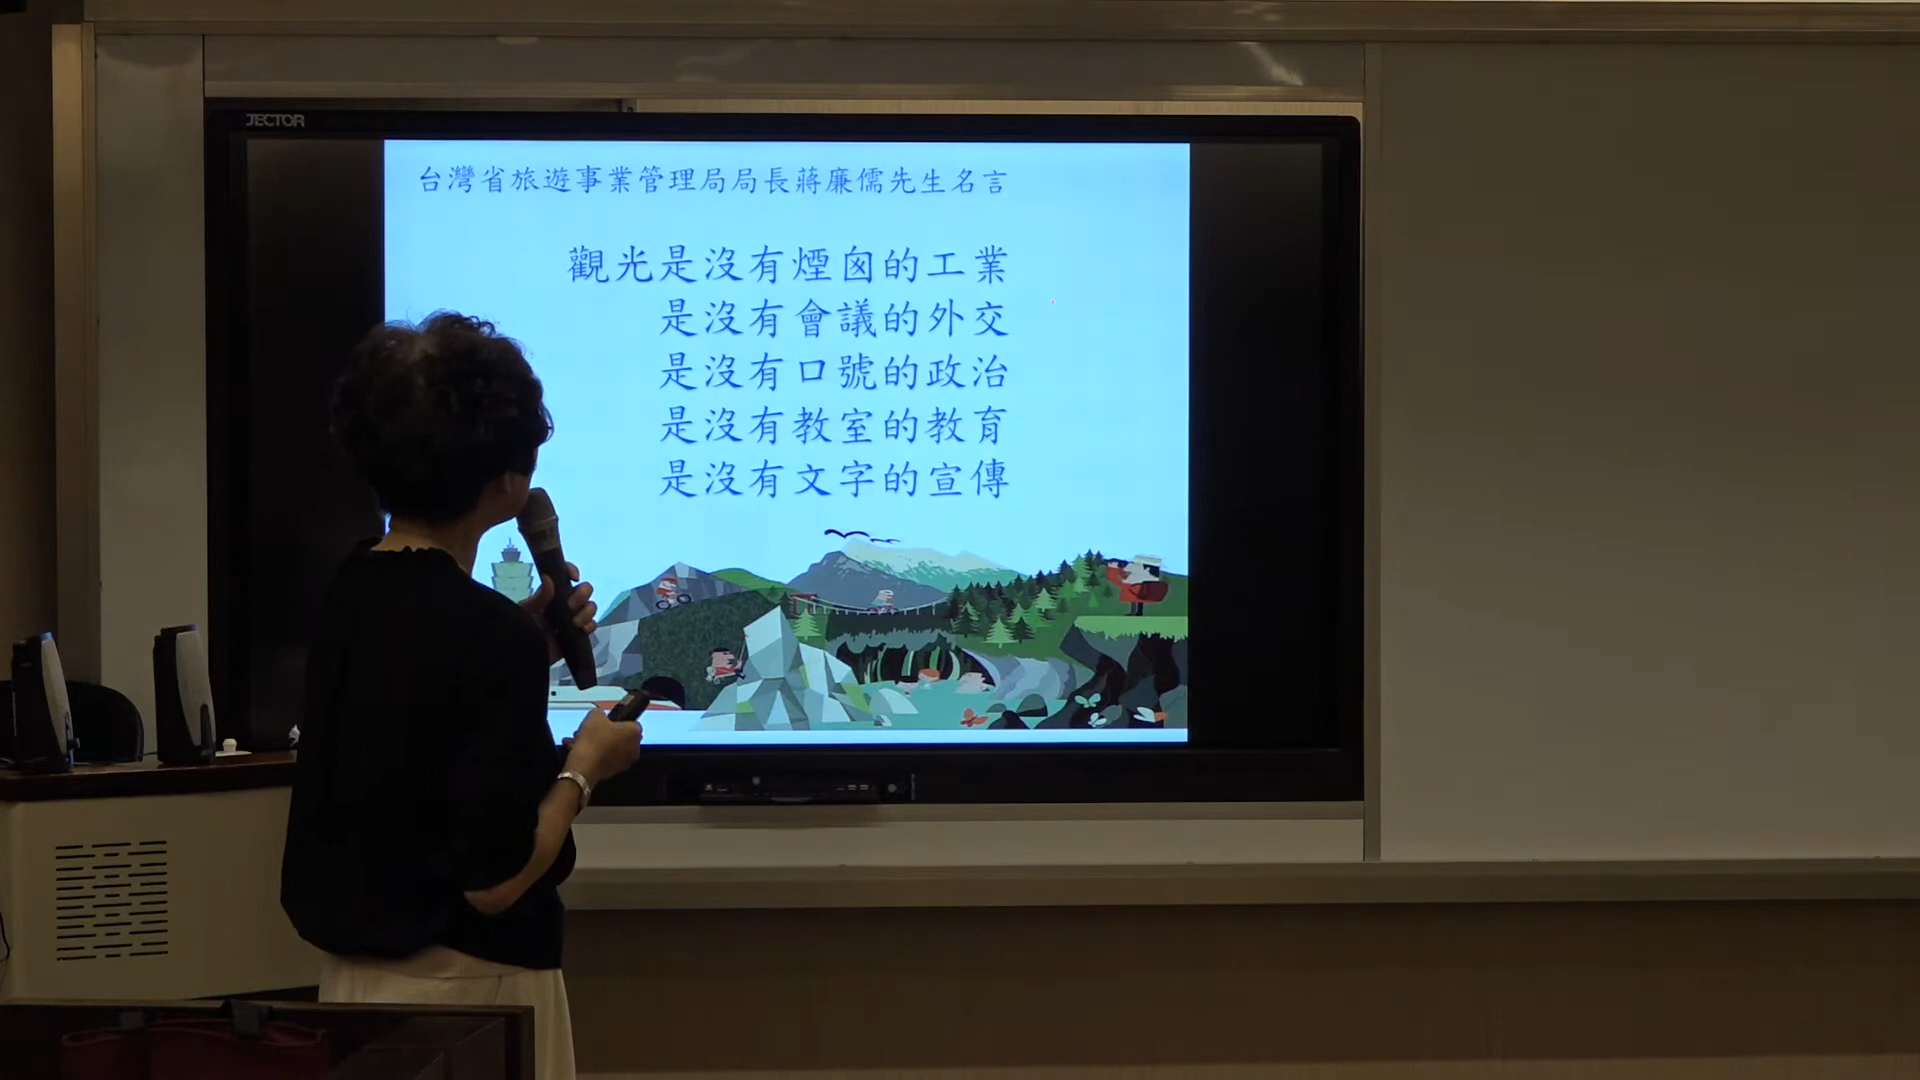 JECTOR
台灣省旅遊事業管理局局長蔣廉儒先生名言
觀光是沒有煙囪的工業
是沒有會議的外交
是沒有口號的政治
是沒有教室的教育
是沒有文字的宣傳